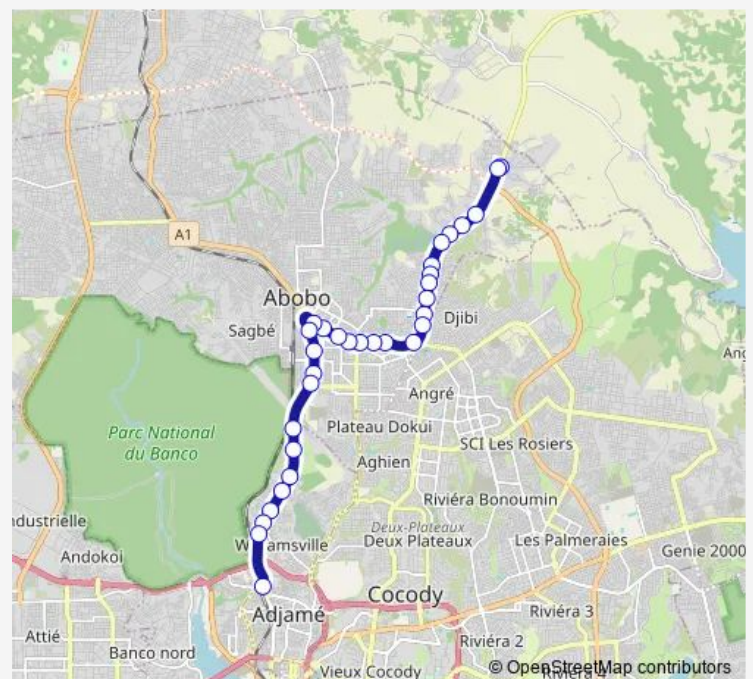 A1
Abobo
Sagbé
Djibi
Angré
Plateau Dokui
SCI Les Rosiers
Parc National
du Banco
Aghien
Riviéra Bonoumin
ndustrielle
Deux-Plateaux
Deux Plateaux
Les Palmeraies
Genie 2000
Andokoi
Cocody
Adjamé
Riviéra 3
Attié
Banco nord
Riviéra 2
Vieux Cocody
© OpenStreetMap contributors